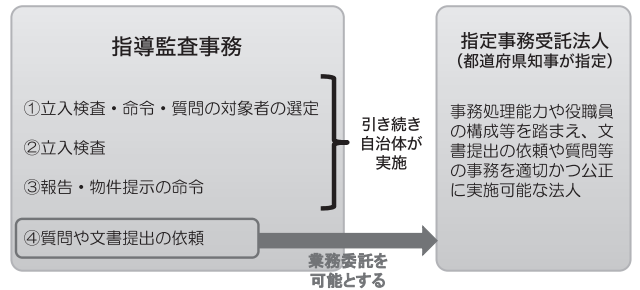 指導監査事務
①立入検査・命令・質問の対象者の選定
②立入検査
③報告・物件提示の命令
④質問や文書提出の依頼
引き続き
自治体が
実施
業務委託を
可能とする
指定事務受託法人
(都道府県知事が指定)
事務処理能力や役職員
の構成等を踏まえ、文
書提出の依頼や質問等
の事務を適切かつ公正
に実施可能な法人